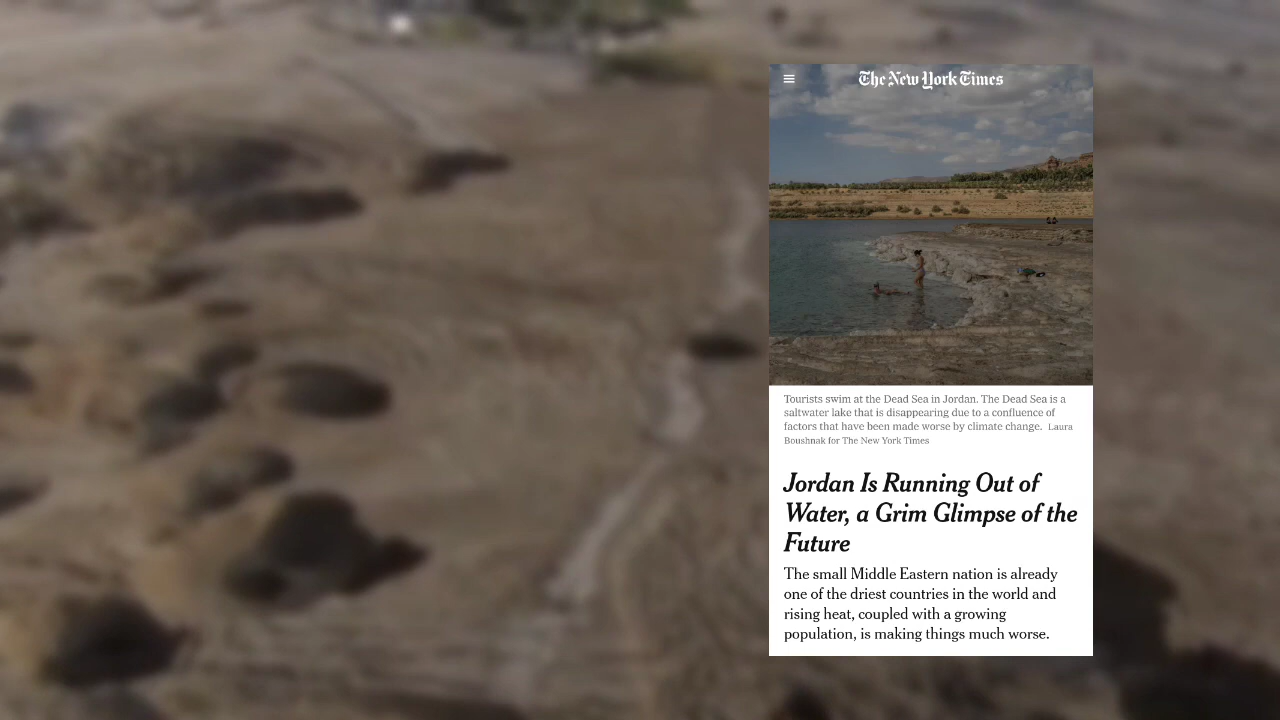 The New York Times
Tourists swim at the Dead Sea in Jordan. The Dead Sea is a
saltwater lake that is disappearing due to a confluence of
factors that have been made worse by climate change. Laura
Boushnak for The New York Times
Jordan Is Running Out of
Water, a Grim Glimpse of the
Future
The small Middle Eastern nation is already
one of the driest countries in the world and
rising heat, coupled with a growing
population, is making things much worse.